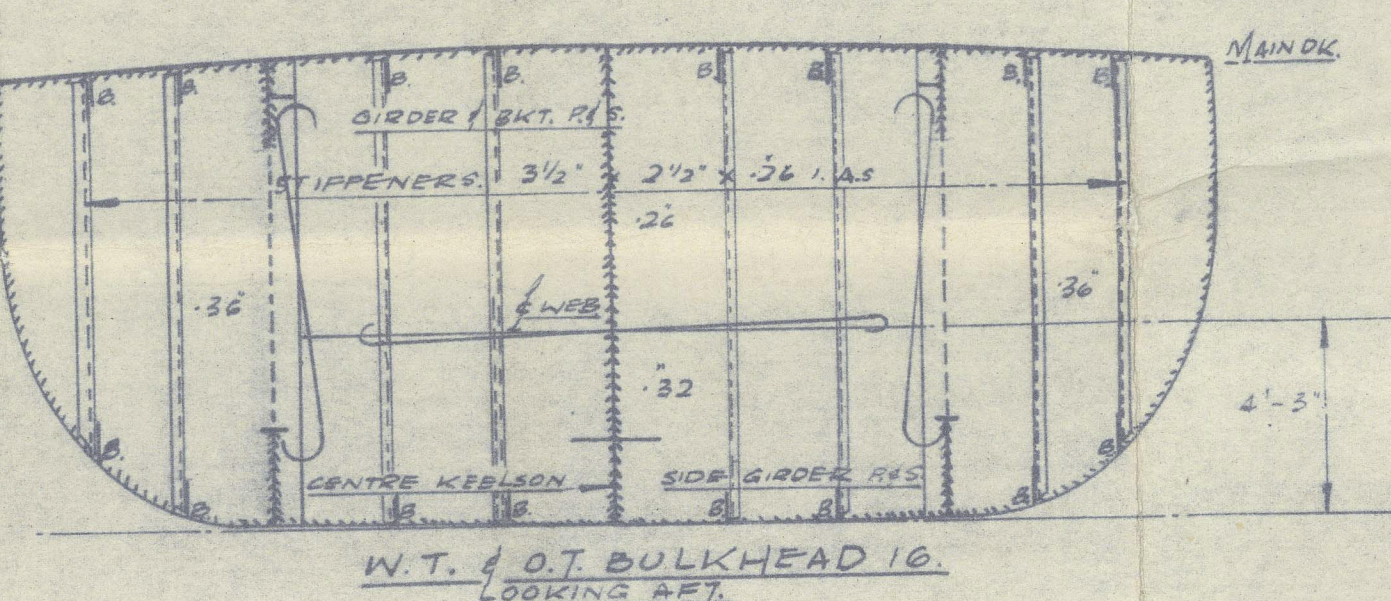 MAIN DK.
B. B. B. B. B. B. B. B.
GIRDER & BKT. P.& S.
STIFFENERS. 3½" × 2½" × .26" I.A.S
.26"
.36"
.36"
℄ WEB
.32"
4'-3"
CENTRE KEELSON
SIDE GIRDER P.&S.
B. B. B. B. B. B. B. B.
W.T. & O.T. BULKHEAD 16.
LOOKING AFT.